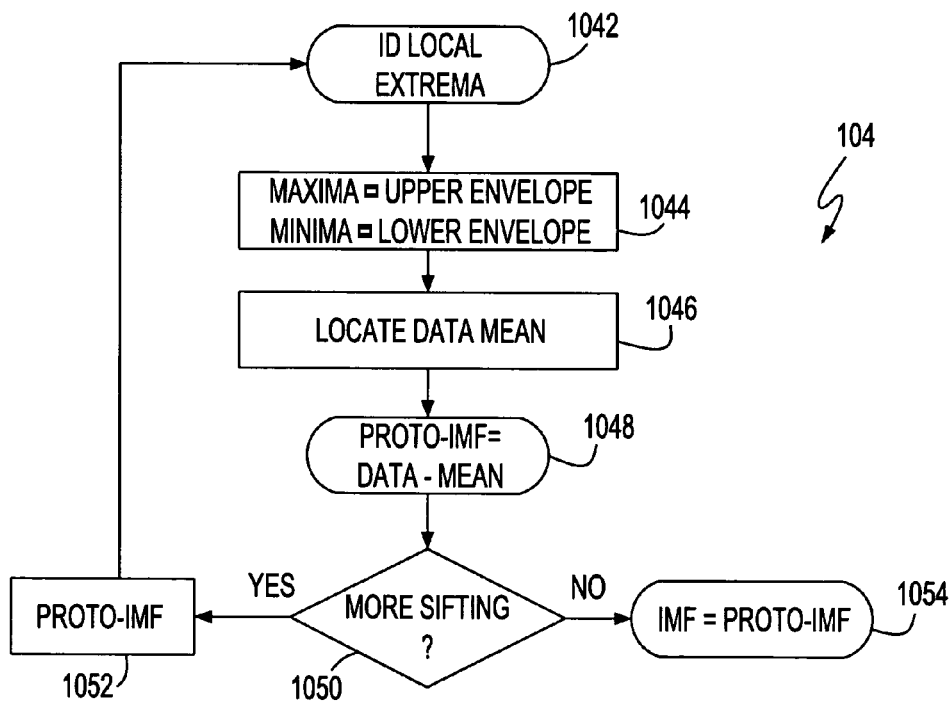 ID LOCAL
EXTREMA
1042
104
MAXIMA = UPPER ENVELOPE
MINIMA = LOWER ENVELOPE
1044
LOCATE DATA MEAN
1046
PROTO-IMF=
DATA - MEAN
1048
YES
MORE SIFTING
?
NO
PROTO-IMF
IMF = PROTO-IMF
1054
1052
1050